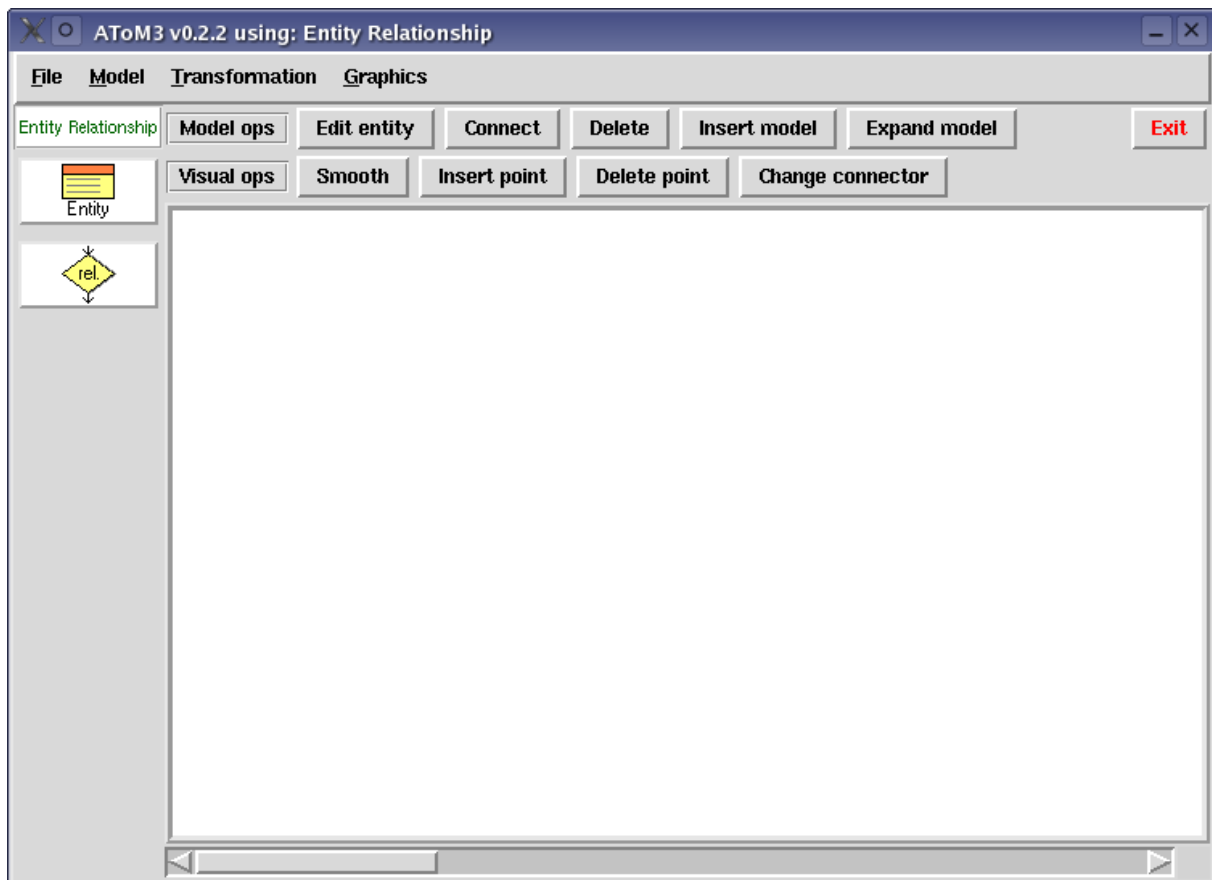 AToM3 v0.2.2 using: Entity Relationship
File Model Transformation Graphics
Entity Relationship Model ops Edit entity Connect Delete Insert model Expand model Exit
Visual ops Smooth Insert point Delete point Change connector
Entity
rel.